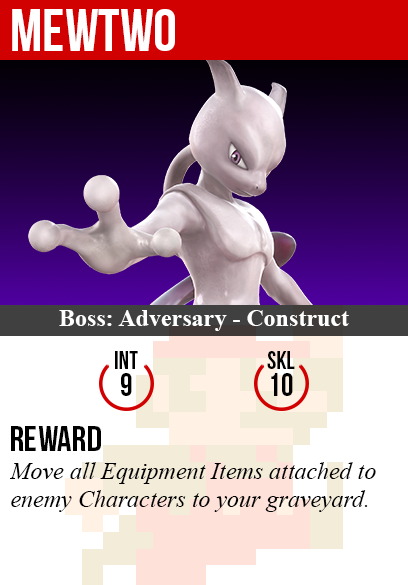 MEWTWO
Boss: Adversary - Construct
INT SKL
9 10
REWARD
Move all Equipment Items attached to
enemy Characters to your graveyard.